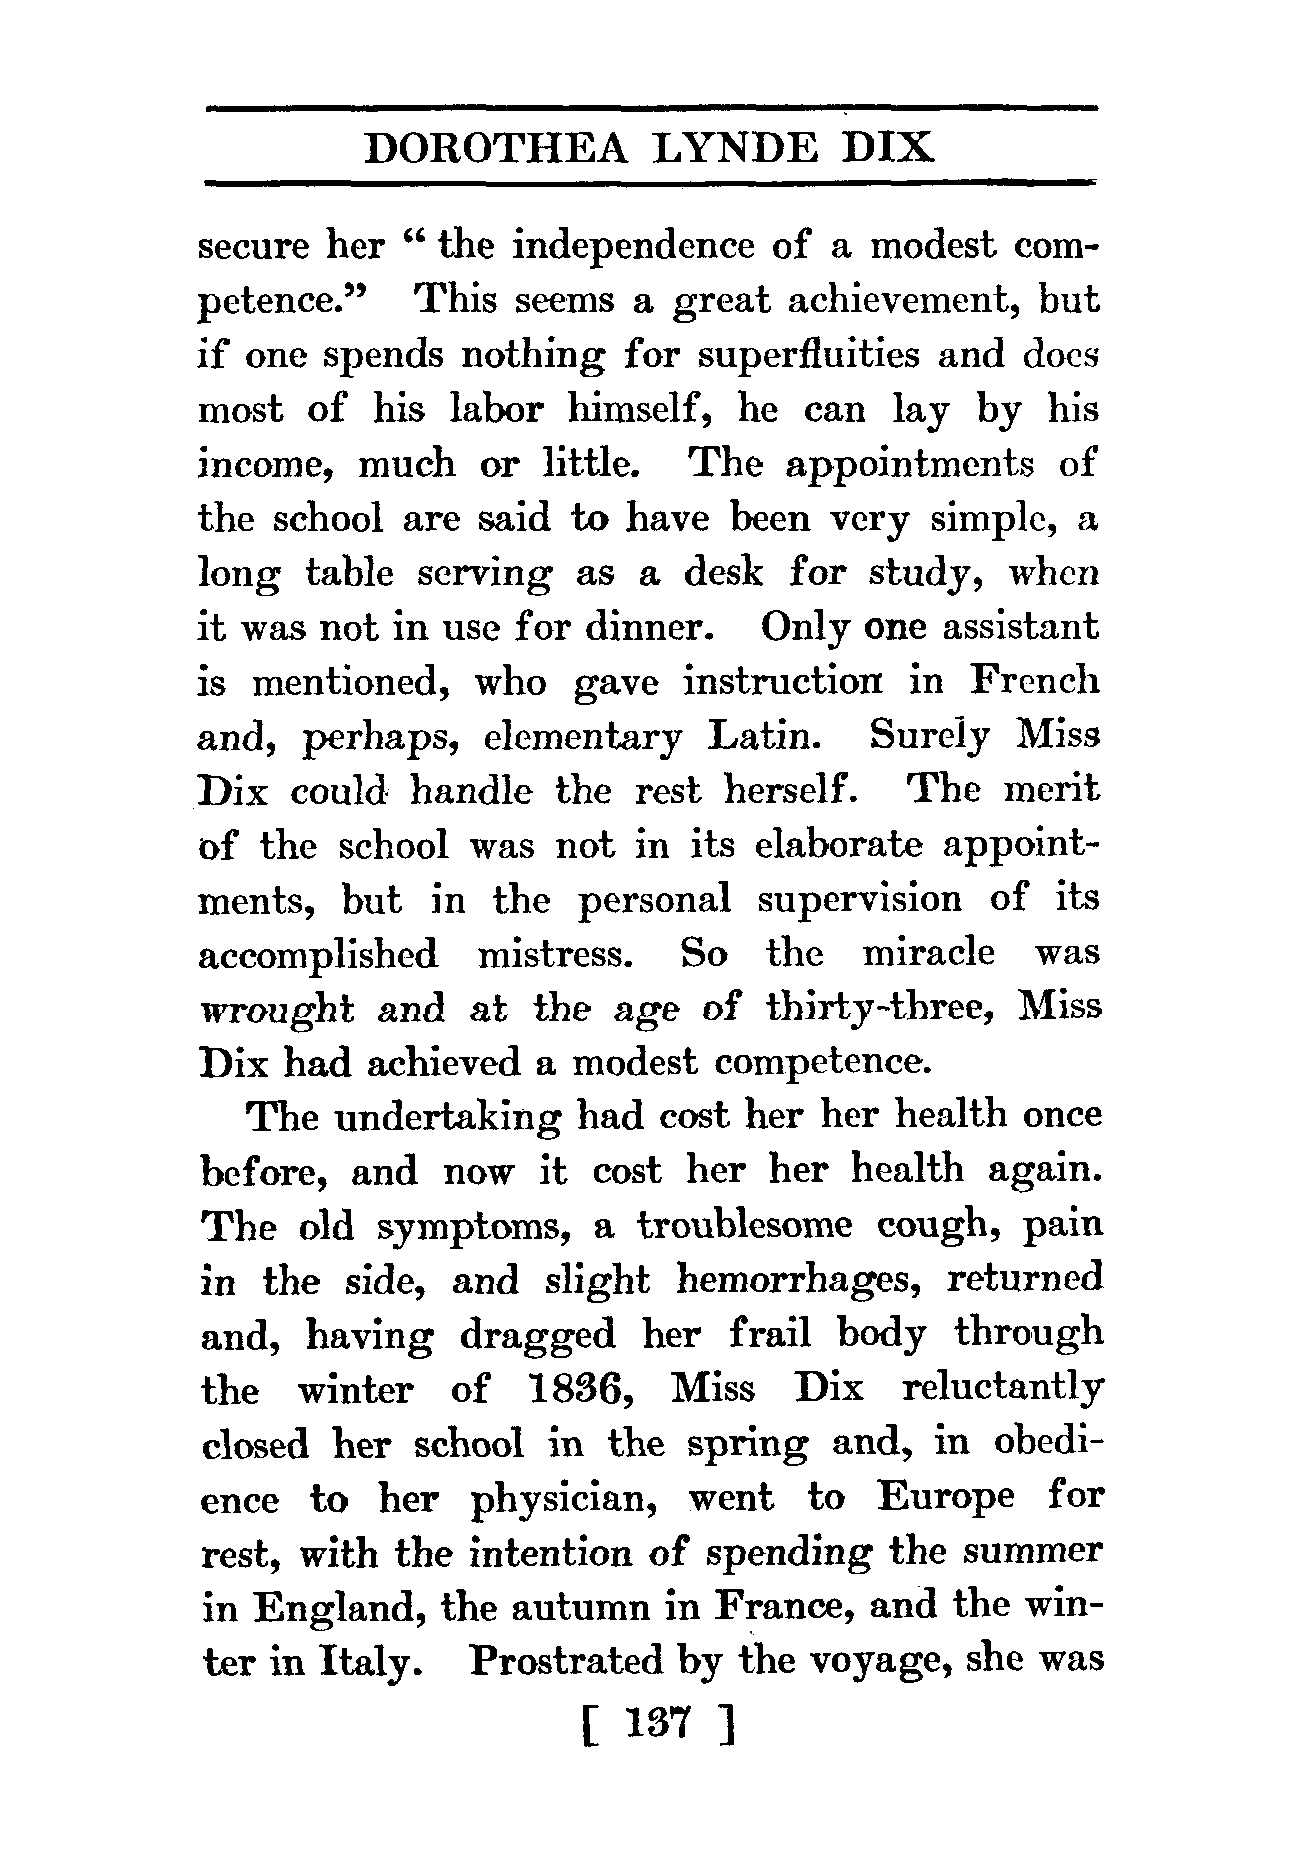 DOROTHEA LYNDE DIX
secure her " the independence of a modest com-
petence." This seems a great achievement, but
if one spends nothing for superfluities and does
most of his labor himself, he can lay by his
income, much or little. The appointments of
the school are said to have been very simple, a
long table serving as a desk for study, when
it was not in use for dinner. Only one assistant
is mentioned, who gave instruction in French
and, perhaps, elementary Latin. Surely Miss
Dix could handle the rest herself. The merit
of the school was not in its elaborate appoint-
ments, but in the personal supervision of its
accomplished mistress. So the miracle was
wrought and at the age of thirty-three, Miss
Dix had achieved a modest competence.
The undertaking had cost her her health once
before, and now it cost her her health again.
The old symptoms, a troublesome cough, pain
in the side, and slight hemorrhages, returned
and, having dragged her frail body through
the winter of 1836, Miss Dix reluctantly
closed her school in the spring and, in obedi-
ence to her physician, went to Europe for
rest, with the intention of spending the summer
in England, the autumn in France, and the win-
ter in Italy. Prostrated by the voyage, she was
[ 137 ]